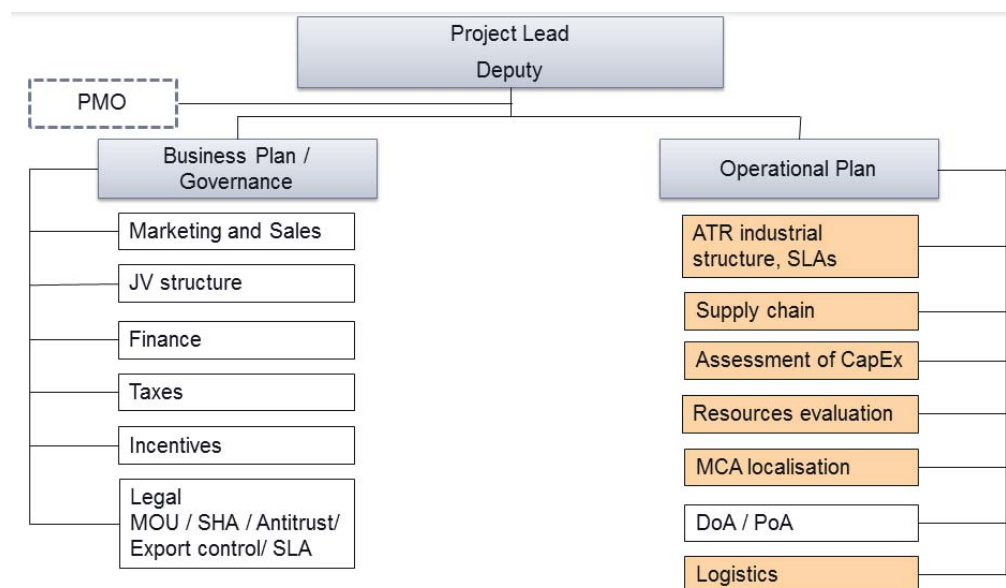 Project Lead
Deputy
PMO
Business Plan /
Governance
Marketing and Sales
JV structure
Finance
Taxes
Incentives
Legal
MOU / SHA / Antitrust/
Export control/ SLA
Operational Plan
ATR industrial
structure, SLAs
Supply chain
Assessment of CapEx
Resources evaluation
MCA localisation
DoA / PoA
Logistics